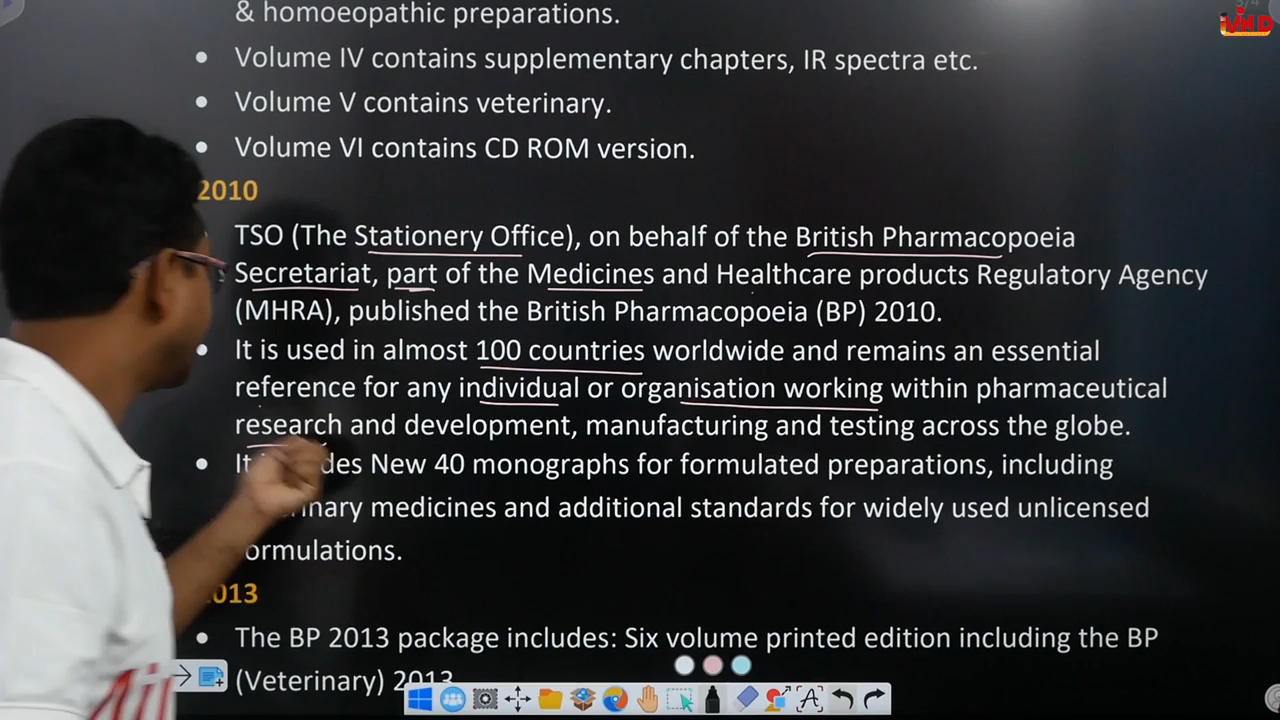 3/4
iVMD
& homoeopathic preparations.
• Volume IV contains supplementary chapters, IR spectra etc.
• Volume V contains veterinary.
• Volume VI contains CD ROM version.
2010
TSO (The Stationery Office), on behalf of the British Pharmacopoeia
Secretariat, part of the Medicines and Healthcare products Regulatory Agency
(MHRA), published the British Pharmacopoeia (BP) 2010.
• It is used in almost 100 countries worldwide and remains an essential
reference for any individual or organisation working within pharmaceutical
research and development, manufacturing and testing across the globe.
• It New 40 monographs for formulated preparations, including
medicines and additional standards for widely used unlicensed
ormulations.
013
• The BP 2013 package includes: Six volume printed edition including the BP
(Veterinary) 2013